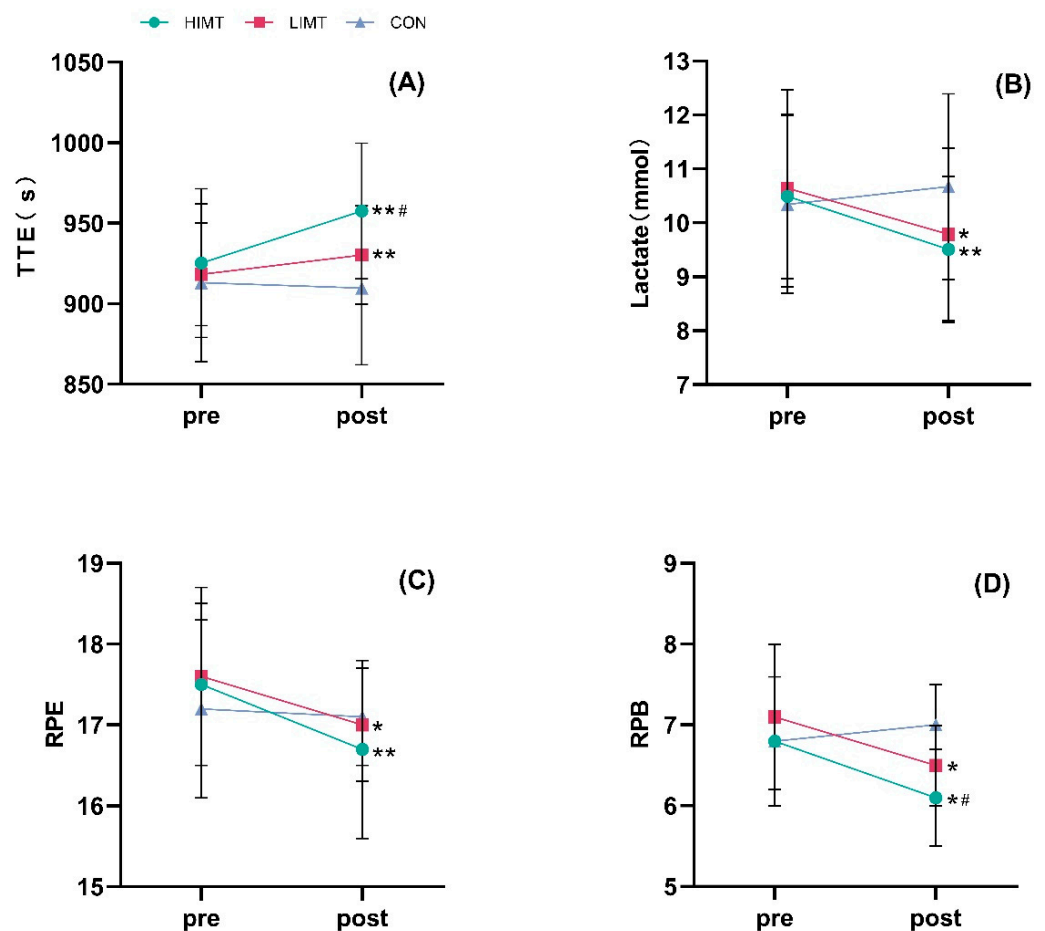 HIMT LIMT CON
(A)
TTE(s)
1050
1000
950
900
850
**#
**
pre post
(B)
Lactate(mmol)
13
12
11
10
9
8
7
*
**
pre post
(C)
RPE
19
18
17
16
15
*
**
pre post
(D)
RPB
9
8
7
6
5
*
*#
pre post